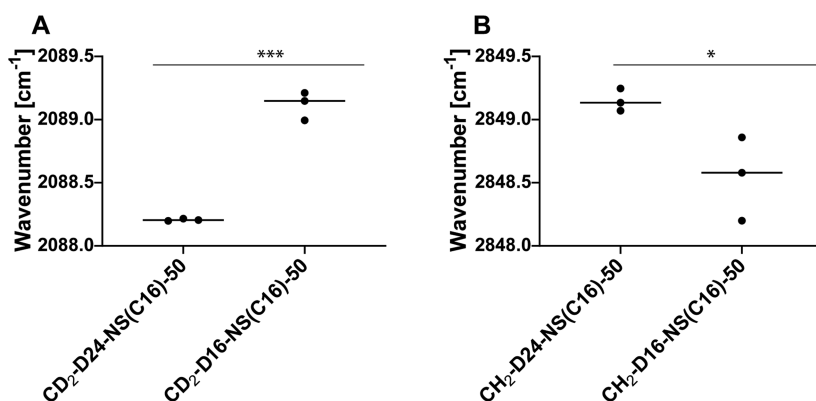 A
***
2089.5
2089.0
2088.5
2088.0
Wavenumber [cm⁻¹]
CD₂-D24-NS(C16)-50
CD₂-D16-NS(C16)-50
B
*
2849.5
2849.0
2848.5
2848.0
Wavenumber [cm⁻¹]
CH₂-D24-NS(C16)-50
CH₂-D16-NS(C16)-50